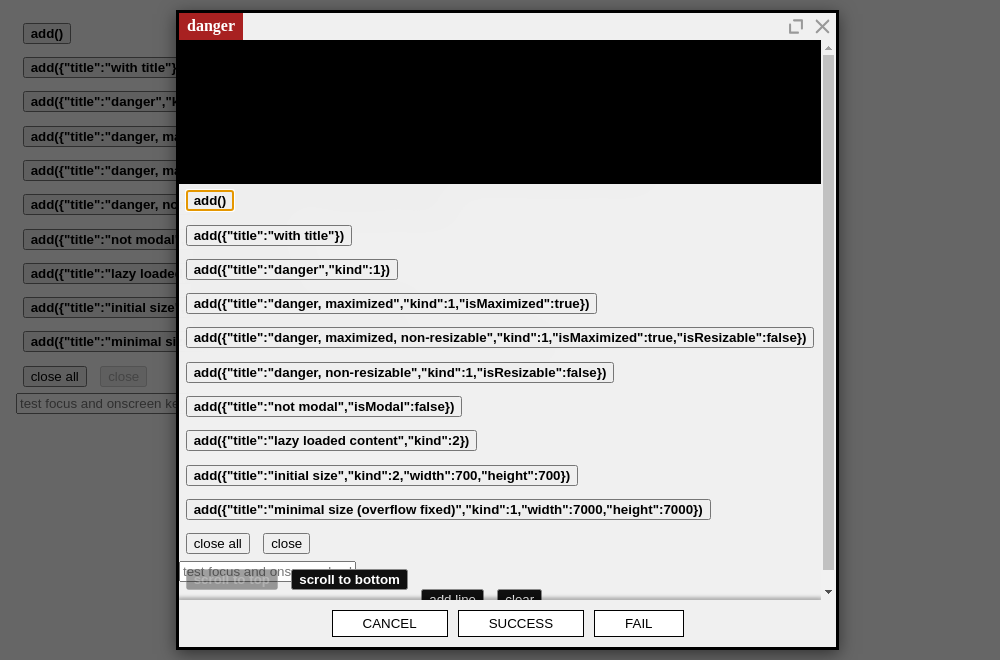 danger
add()
add({"title":"with title"}
add({"title":"danger","k
add({"title":"danger, ma
add({"title":"danger, ma
add({"title":"danger, no
add({"title":"not modal"
add({"title":"lazy loade
add({"title":"initial size"
add({"title":"minimal si
close all close
test focus and onscreen ke
add()
add({"title":"with title"})
add({"title":"danger","kind":1})
add({"title":"danger, maximized","kind":1,"isMaximized":true})
add({"title":"danger, maximized, non-resizable","kind":1,"isMaximized":true,"isResizable":false})
add({"title":"danger, non-resizable","kind":1,"isResizable":false})
add({"title":"not modal","isModal":false})
add({"title":"lazy loaded content","kind":2})
add({"title":"initial size","kind":2,"width":700,"height":700})
add({"title":"minimal size (overflow fixed)","kind":1,"width":7000,"height":7000})
close all close
test focus and ons
scroll to top scroll to bottom
add line clear
CANCEL SUCCESS FAIL